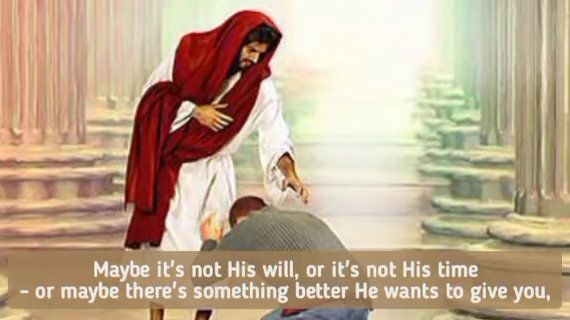 Maybe it's not His will, or it's not His time
- or maybe there's something better He wants to give you,